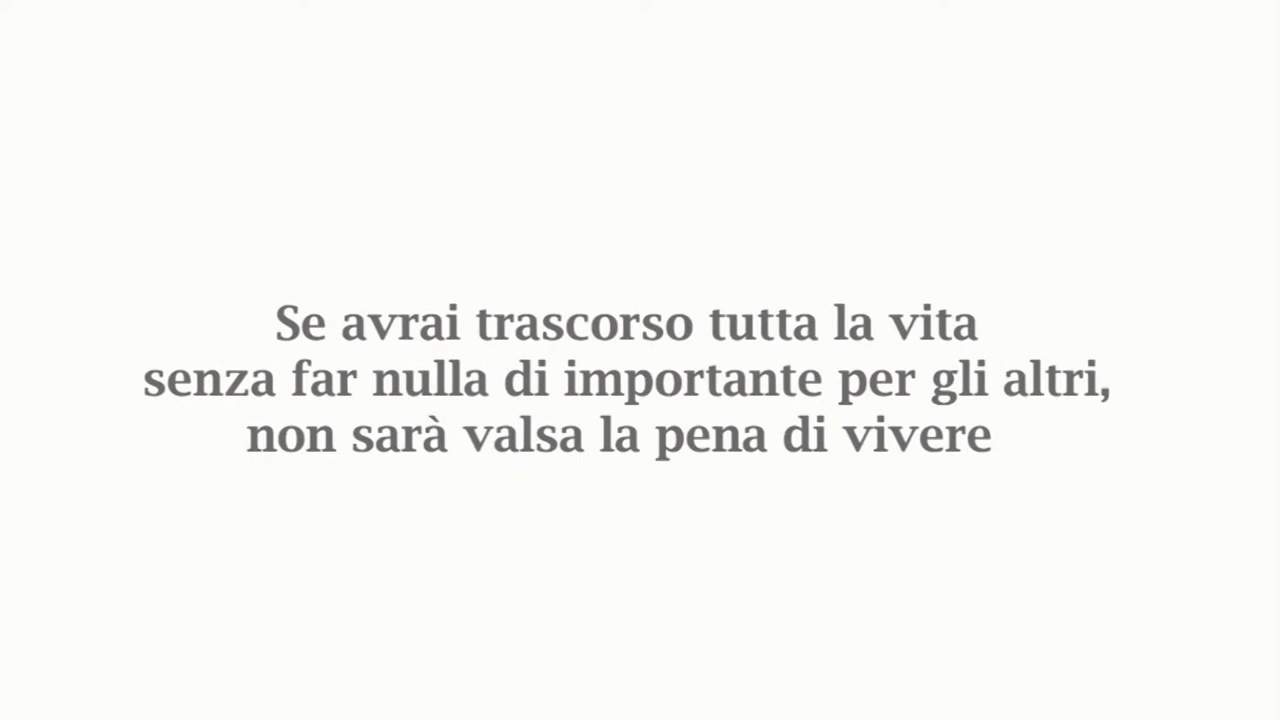 Se avrai trascorso tutta la vita
senza far nulla di importante per gli altri,
non sarà valsa la pena di vivere